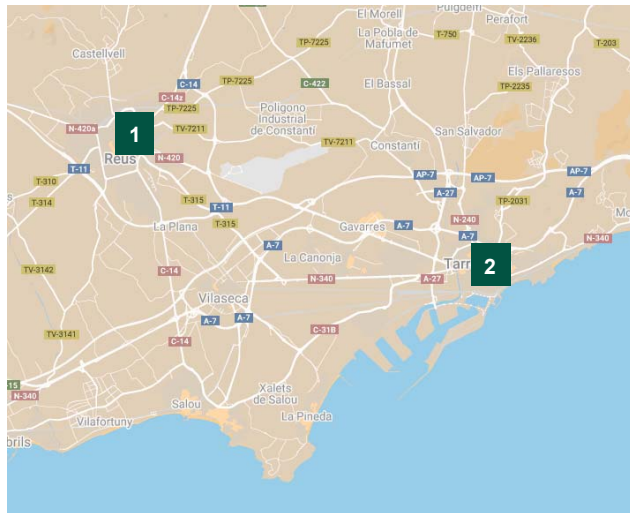 El Morell
Puigdelfí
Perafort
La Pobla de
Mafumet
T-750
TV-2236
T-203
TP-7225
Castellvell
Els Pallaresos
C-14
TP-7225
C-422
El Bassal
TP-2235
C-14z
TP-7225
Polígono
Industrial
de Constantí
N-420a
1
TV-7211
TV-7211
Constantí
San Salvador
Reus
N-420
T-11
AP-7
AP-7
AP-7
T-310
T-315
A-27
A-7
T-314
T-11
TP-2031
La Plana
T-315
Gavarres
A-7
N-240
Mo
A-7
N-340
A-7
TV-3142
C-14
La Canonja
N-340
A-27
Tarr
2
Vilaseca
A-7
A-7
C-31B
TV-3141
C-14
-15
N-340
Salou
Xalets
de Salou
La Pineda
Vilafortuny
brils